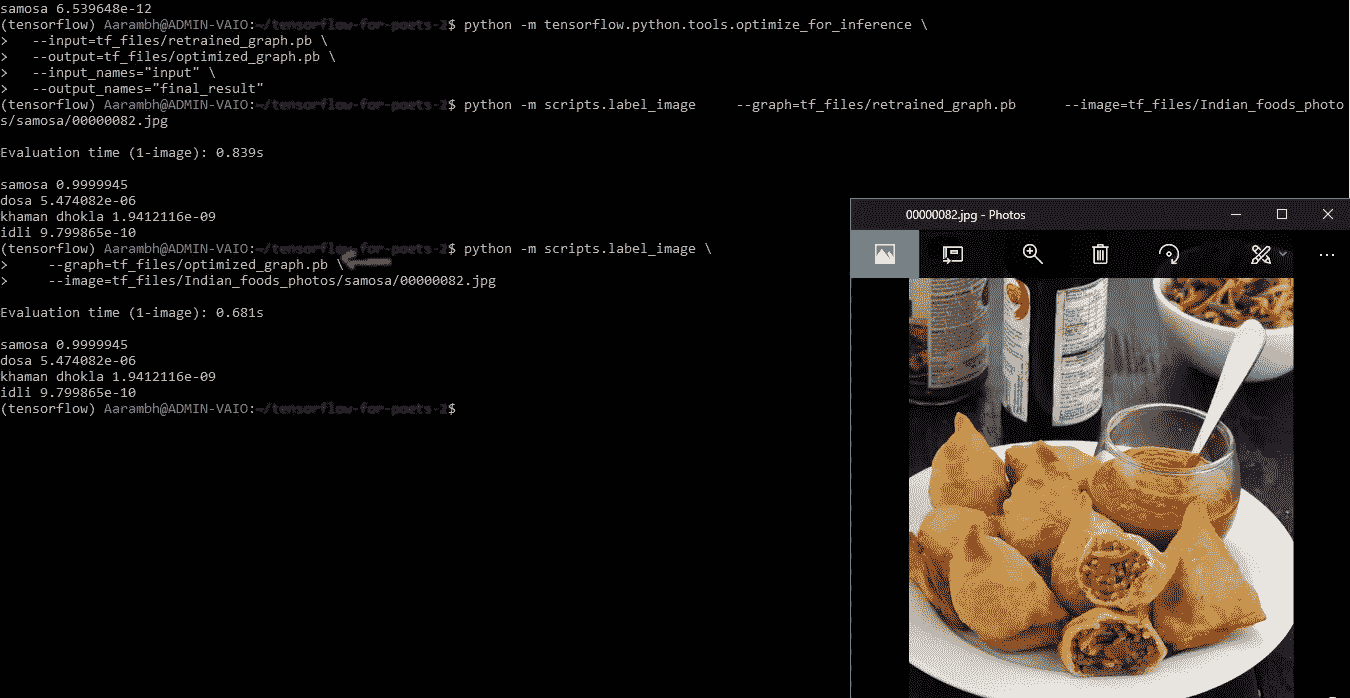 samosa 6.539648e-12
(tensorflow) Aarambh@ADMIN-VAIO:~/tensorflow-for-poets-2$ python -m tensorflow.python.tools.optimize_for_inference \
>   --input=tf_files/retrained_graph.pb \
>   --output=tf_files/optimized_graph.pb \
>   --input_names="input" \
>   --output_names="final_result"
(tensorflow) Aarambh@ADMIN-VAIO:~/tensorflow-for-poets-2$ python -m scripts.label_image     --graph=tf_files/retrained_graph.pb      --image=tf_files/Indian_foods_photo
s/samosa/00000082.jpg
Evaluation time (1-image): 0.839s
samosa 0.9999945
dosa 5.474082e-06
khaman dhokla 1.9412116e-09
idli 9.799865e-10
(tensorflow) Aarambh@ADMIN-VAIO:~/tensorflow-for-poets-2$ python -m scripts.label_image \
>     --graph=tf_files/optimized_graph.pb \
>     --image=tf_files/Indian_foods_photos/samosa/00000082.jpg
Evaluation time (1-image): 0.681s
samosa 0.9999945
dosa 5.474082e-06
khaman dhokla 1.9412116e-09
idli 9.799865e-10
(tensorflow) Aarambh@ADMIN-VAIO:~/tensorflow-for-poets-2$
00000082.jpg - Photos